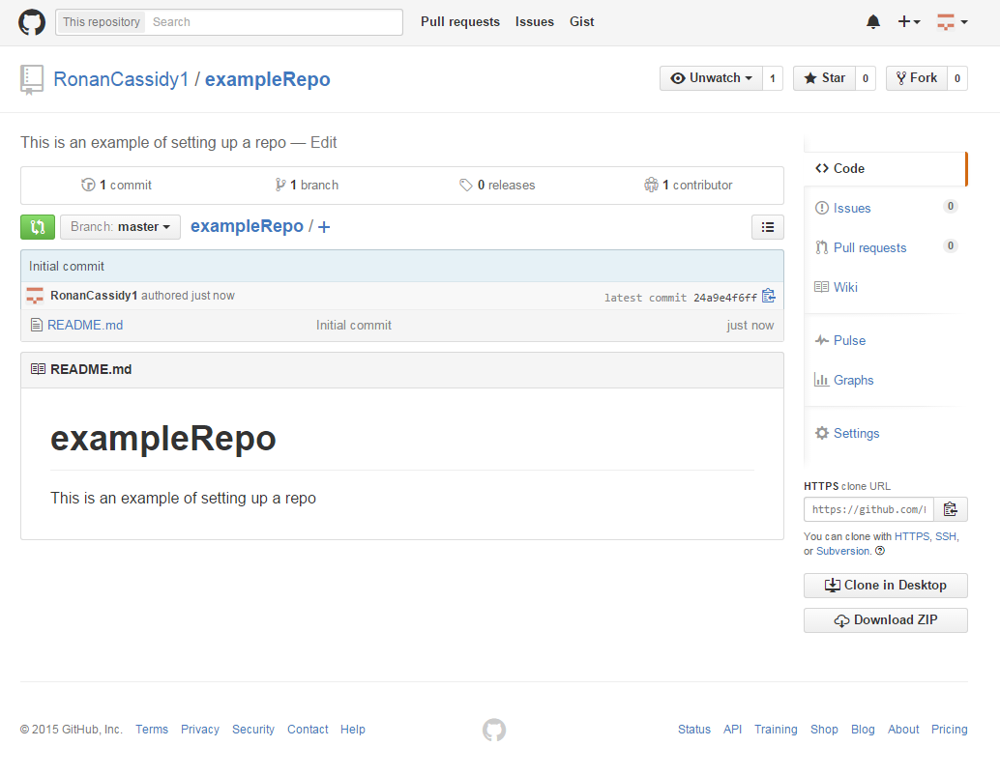 This repository Search Pull requests Issues Gist
RonanCassidy1 / exampleRepo Unwatch 1 Star 0 Fork 0
This is an example of setting up a repo — Edit
1 commit 1 branch 0 releases 1 contributor
Branch: master exampleRepo / +
Initial commit
RonanCassidy1 authored just now latest commit 24a9e4f6ff
README.md Initial commit just now
README.md
exampleRepo
This is an example of setting up a repo
Code
Issues 0
Pull requests 0
Wiki
Pulse
Graphs
Settings
HTTPS clone URL
https://github.com/
You can clone with HTTPS, SSH,
or Subversion.
Clone in Desktop
Download ZIP
© 2015 GitHub, Inc. Terms Privacy Security Contact Help Status API Training Shop Blog About Pricing